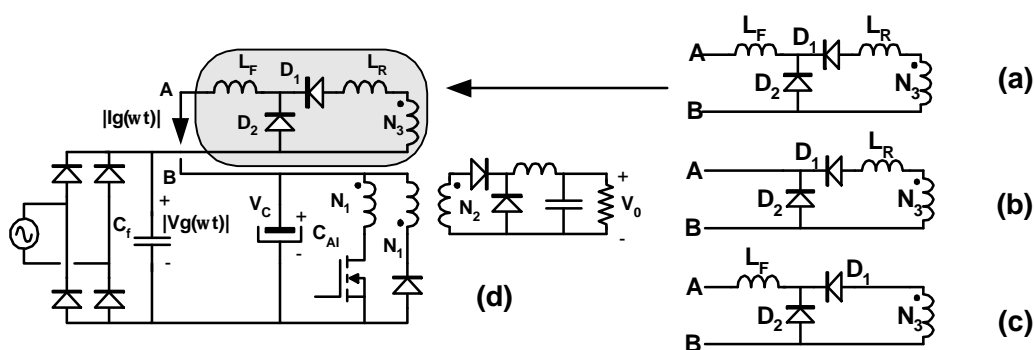 L_F D_1 L_R
A
D_2 N_3
|Ig(wt)|
B
C_f + |Vg(wt)| -
V_C + C_AI -
N_1
N_1
N_2
+ V_0 -
(d)
A L_F D_1 L_R
D_2 N_3
B
(a)
A D_1 L_R
D_2 N_3
B
(b)
A L_F D_1
D_2 N_3
B
(c)